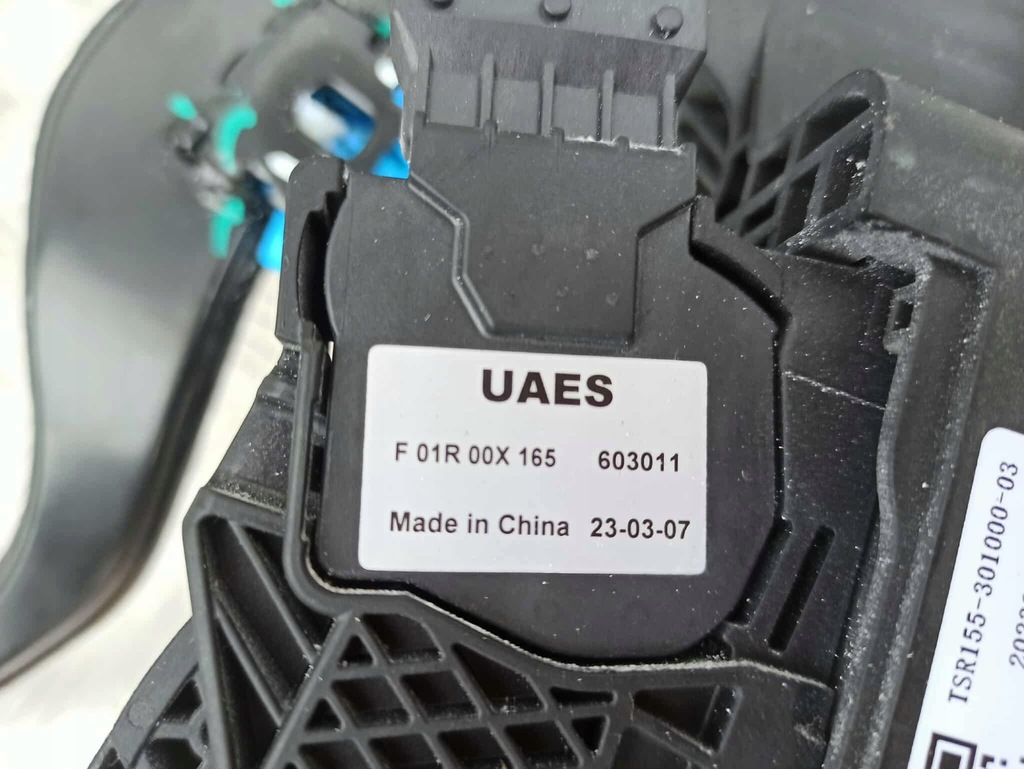 UAES
F 01R 00X 165 603011
Made in China 23-03-07
TSR155-301000-03